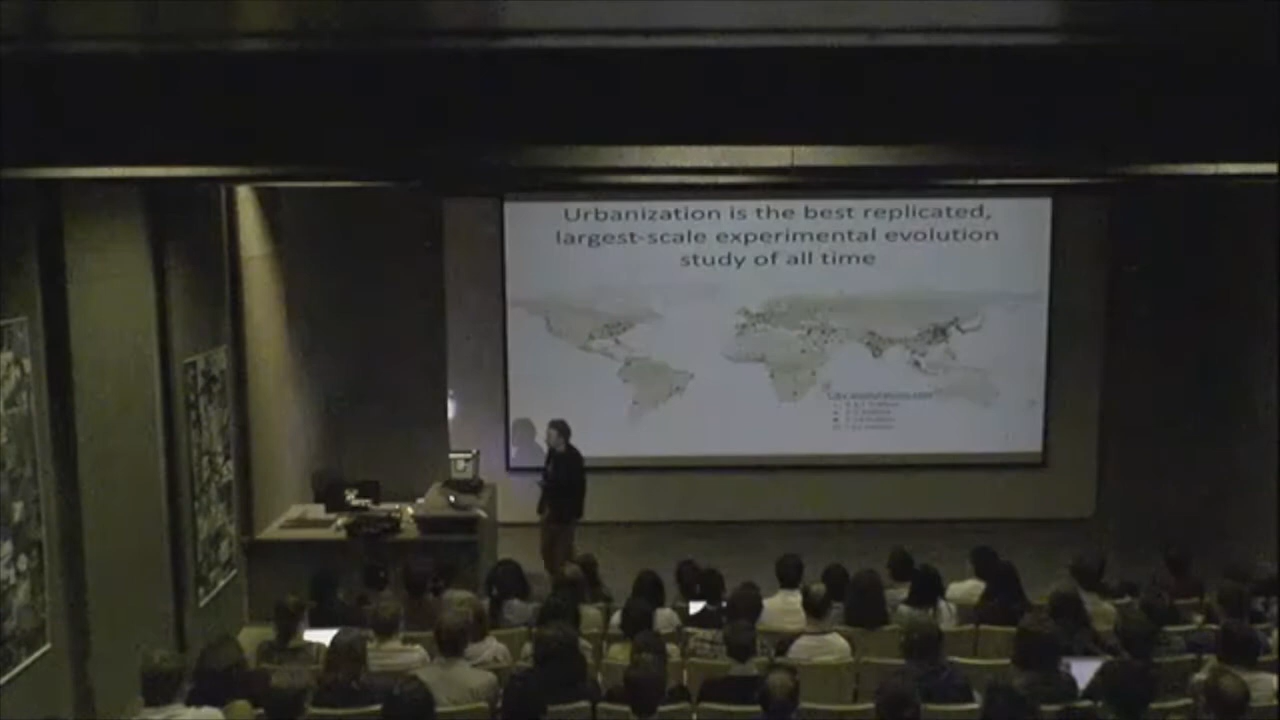 Urbanization is the best replicated,
largest-scale experimental evolution
study of all time